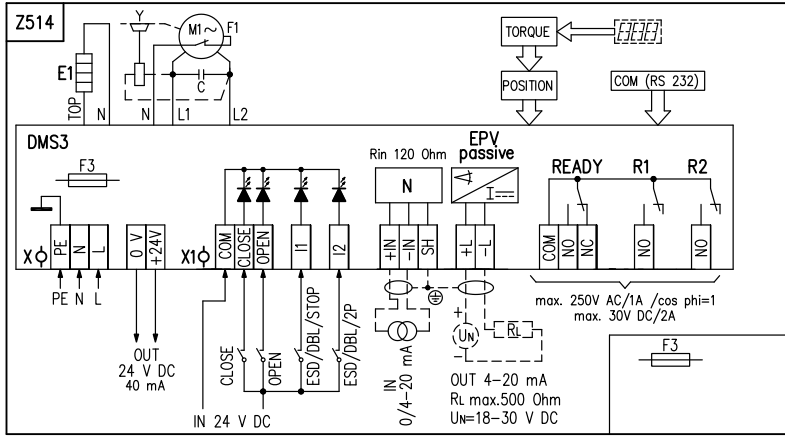 Z514
Y
M1~
F1
TORQUE
E1
C
POSITION
COM (RS 232)
TOP
N
N
L1
L2
DMS3
EPV
passive
F3
Rin 120 Ohm
N
I
READY
R1
R2
X
PE
N
L
0 V
+24V
X1
COM
CLOSE
OPEN
I1
I2
+IN
-IN
SH
+L
-L
COM
NO
NC
NO
NO
PE N L
max. 250V AC/1A /cos phi=1
max. 30V DC/2A
OUT
24 V DC
40 mA
CLOSE
OPEN
ESD/DBL/STOP
ESD/DBL/2P
IN 24 V DC
IN
0/4-20 mA
+
UN
-
RL
OUT 4-20 mA
RL max.500 Ohm
UN=18-30 V DC
F3